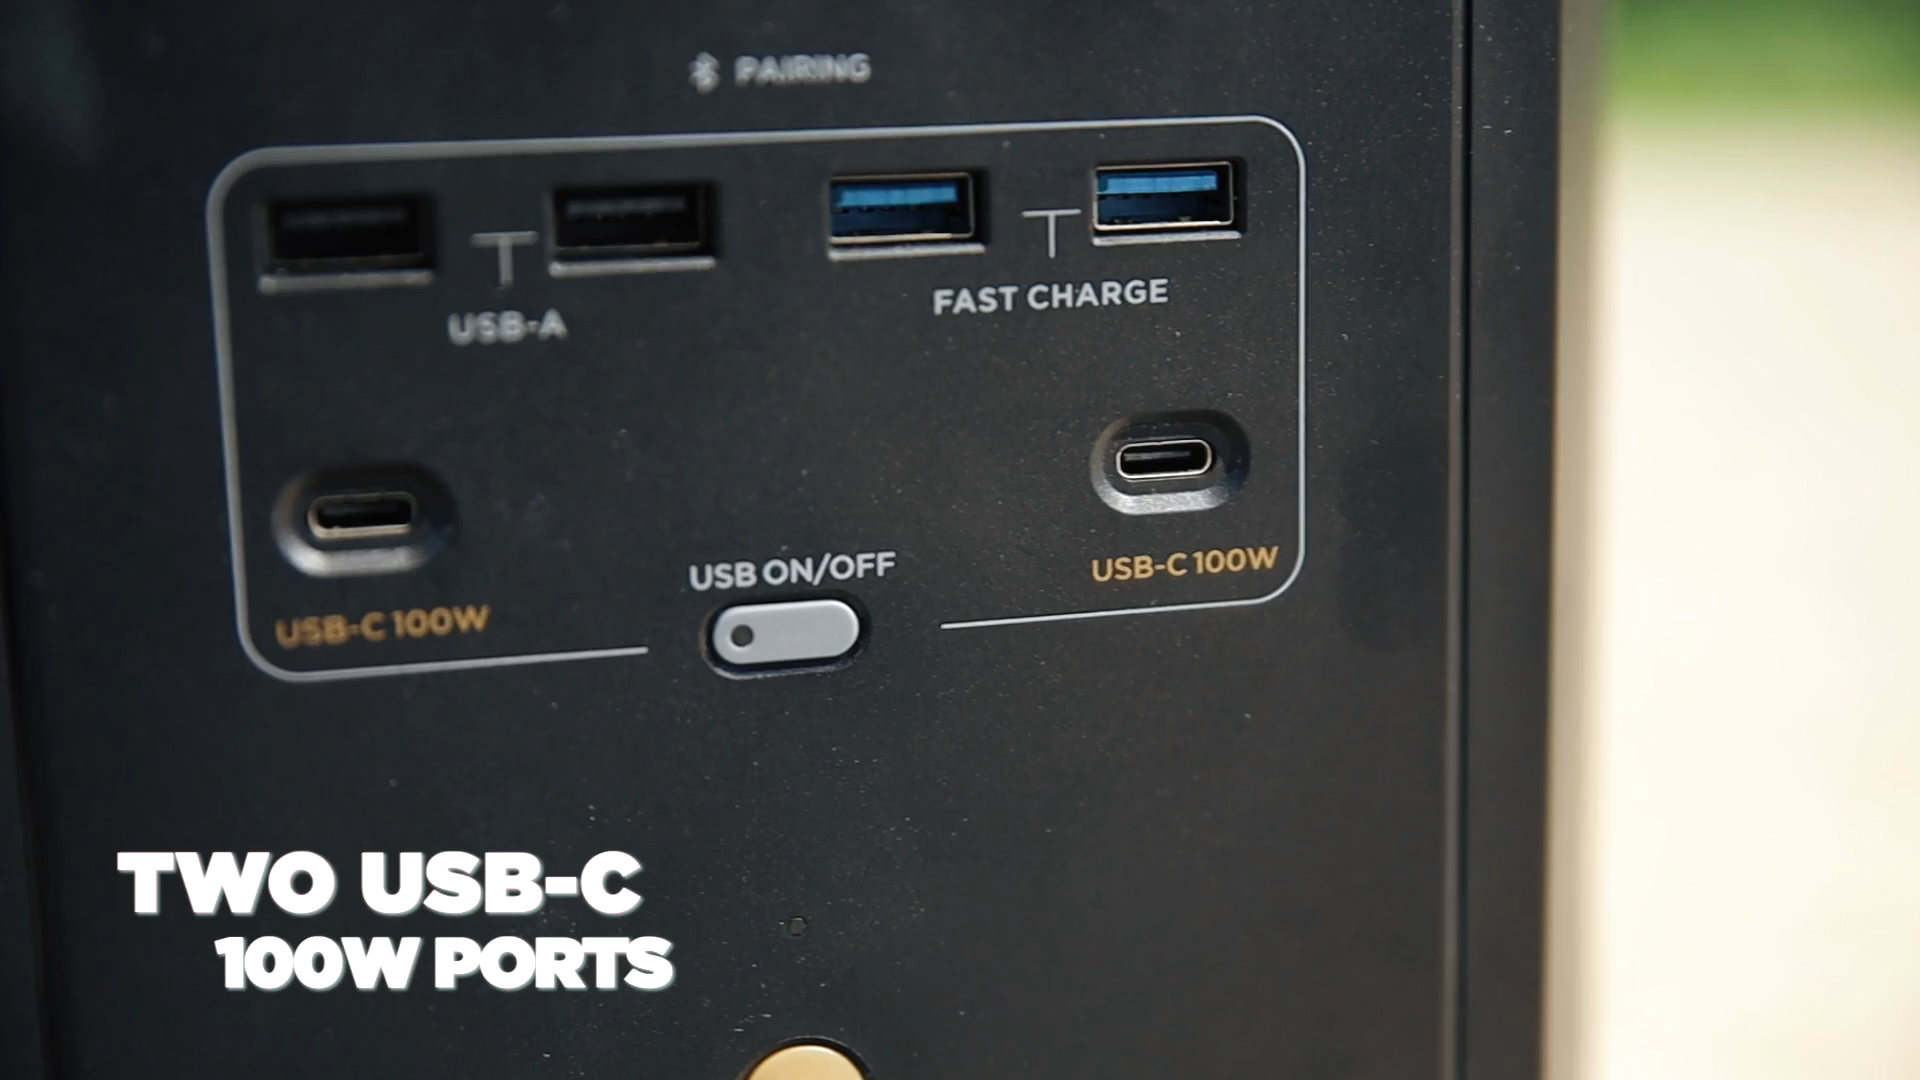 PAIRING
USB-A
FAST CHARGE
USB-C 100W
USB ON/OFF
USB-C 100W
TWO USB-C
100W PORTS